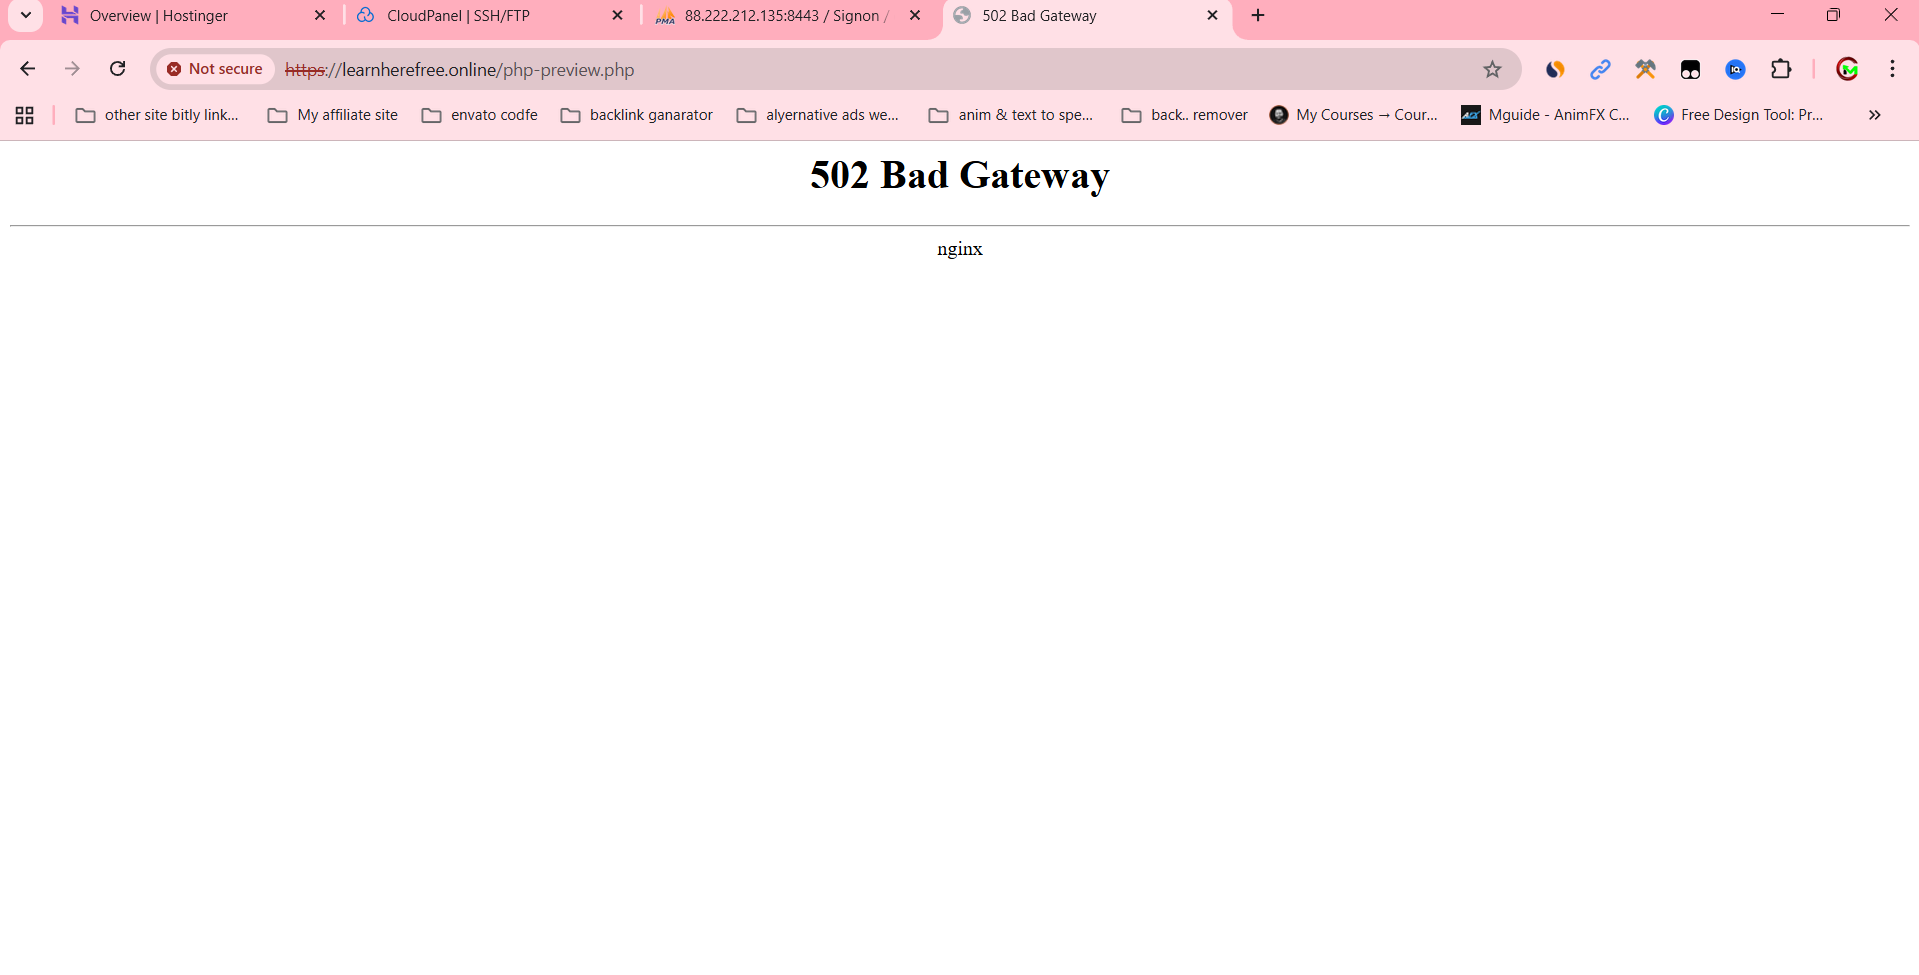 Overview | Hostinger
CloudPanel | SSH/FTP
PMA
88.222.212.135:8443 / Signon /
502 Bad Gateway
Not secure
https://learnherefree.online/php-preview.php
other site bitly link...
My affiliate site
envato codfe
backlink ganarator
alyernative ads we...
anim & text to spe...
back.. remover
My Courses → Cour...
Mguide - AnimFX C...
Free Design Tool: Pr...
502 Bad Gateway
nginx